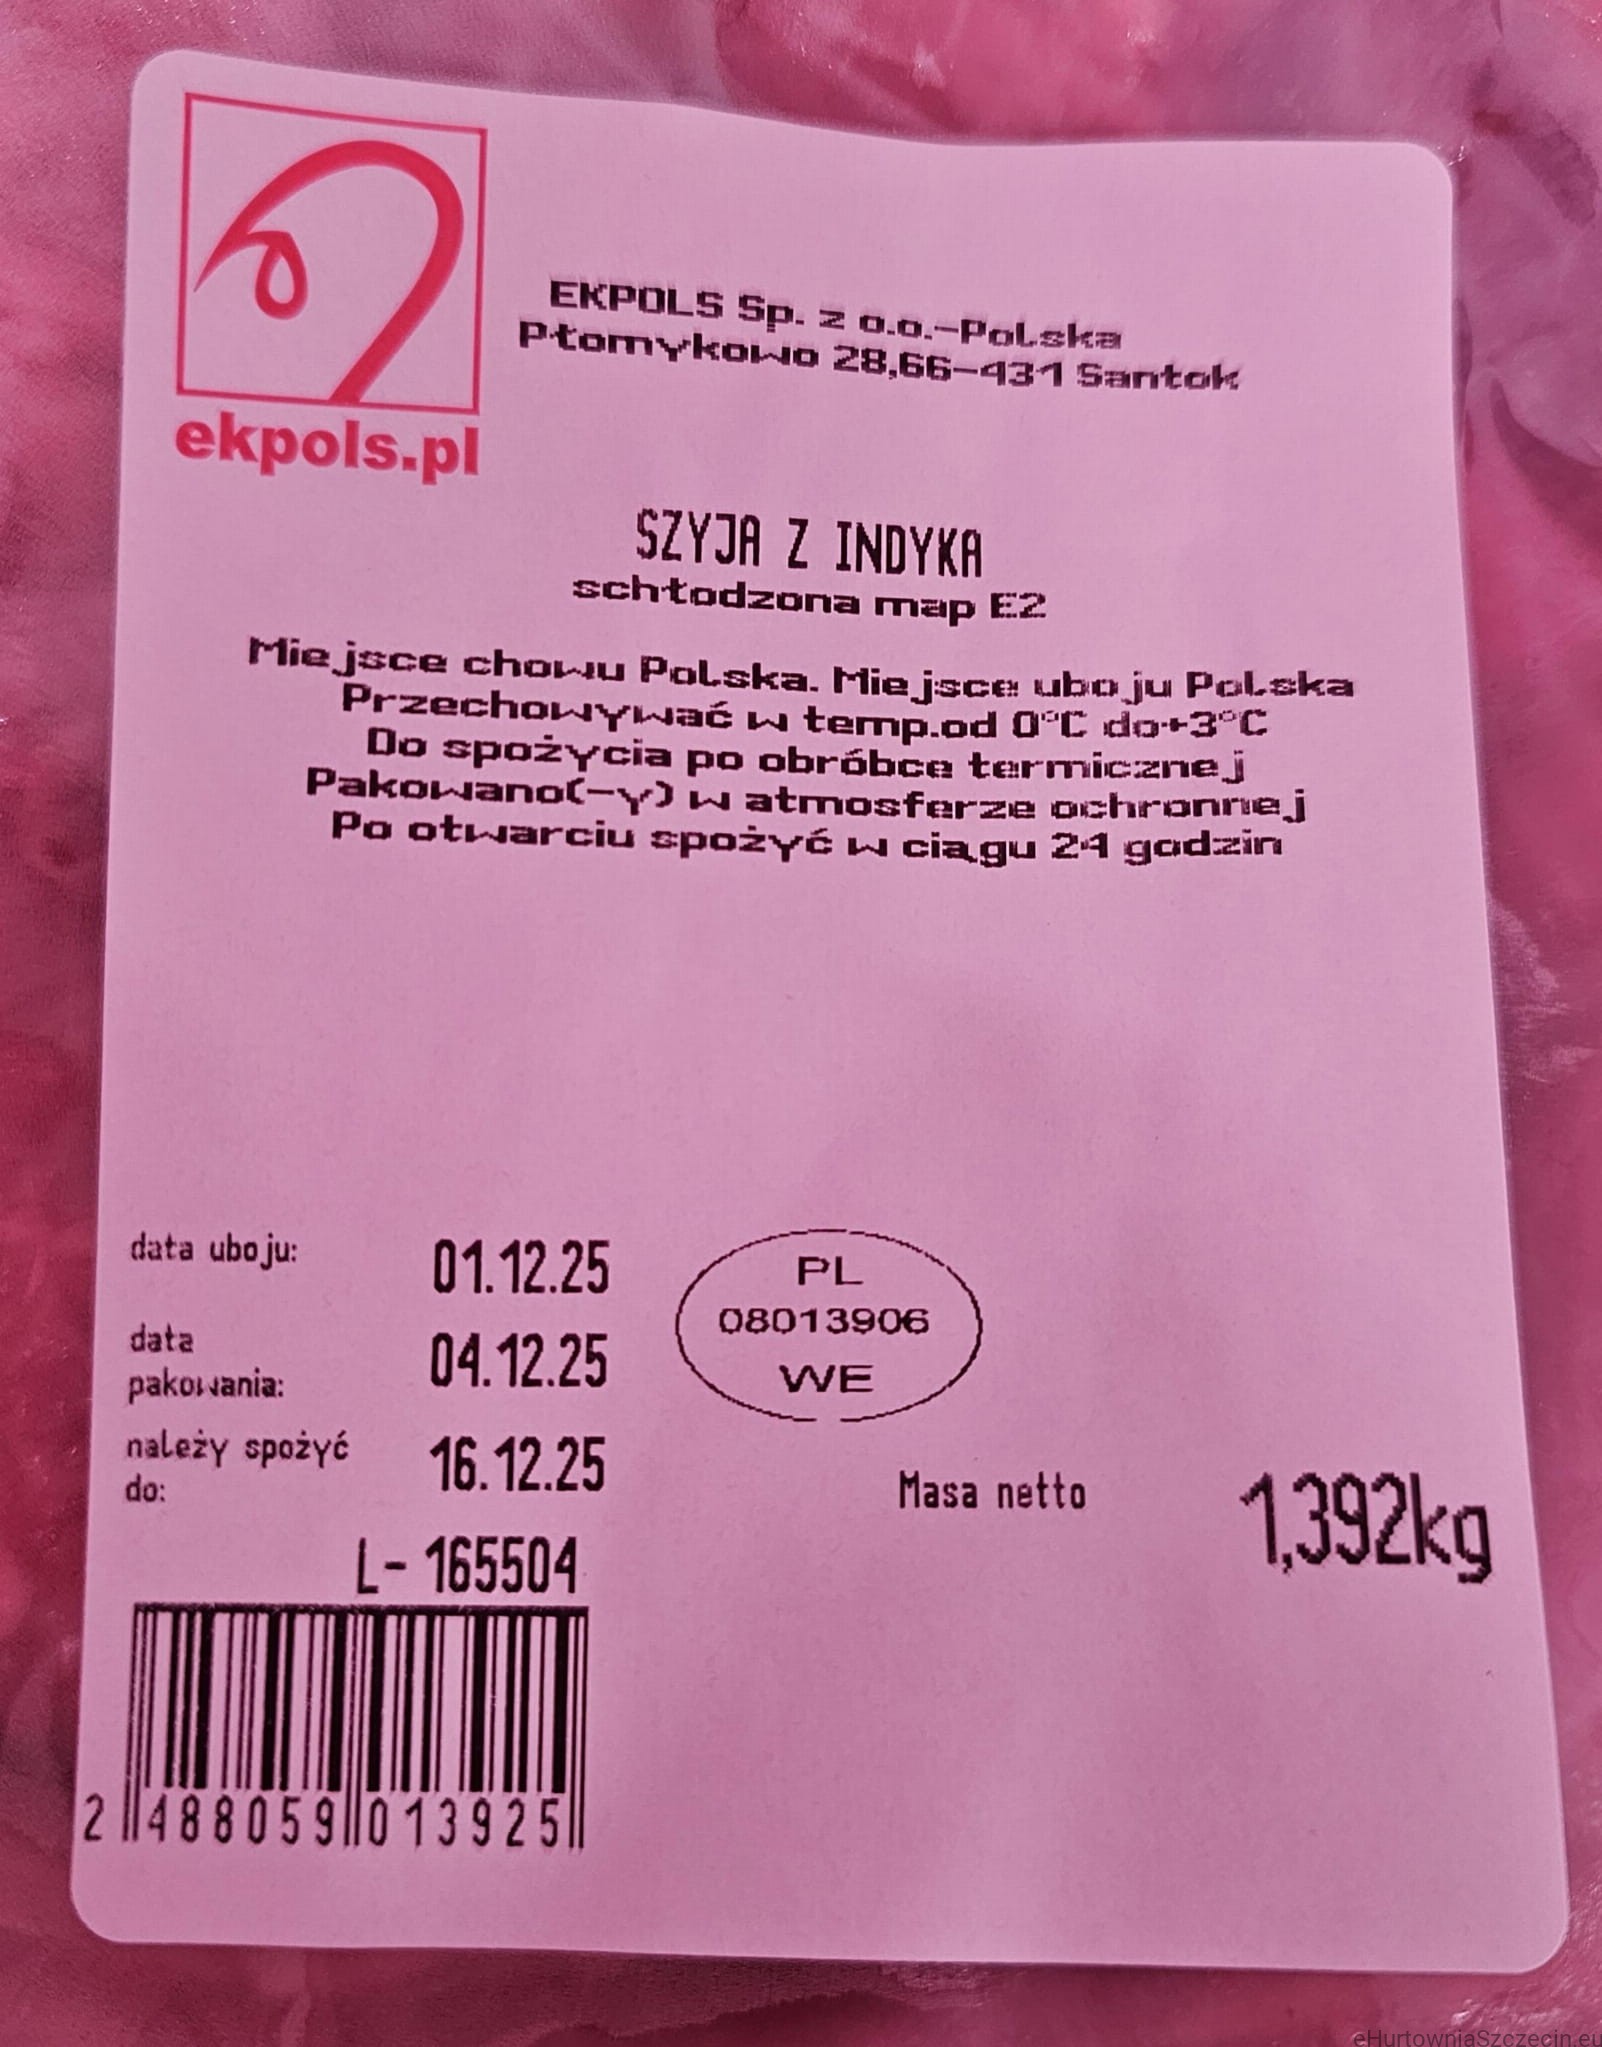 ekpols.pl
EKPOLS Sp. z o.o.-Polska
Płomykowo 28,66-431 Santok
SZYJA Z INDYKA
schłodzona map E2
Miejsce chowu Polska. Miejsce uboju Polska
Przechowywać w temp.od 0°C do+3°C
Do spożycia po obróbce termicznej
Pakowano(-y) w atmosferze ochronnej
Po otwarciu spożyć w ciągu 24 godzin
data uboju: 01.12.25
data
pakowania: 04.12.25
należy spożyć
do: 16.12.25
PL
08013906
WE
Masa netto 1,392kg
L- 165504
2 488059 013925
eHurtowniaSzczecin.eu